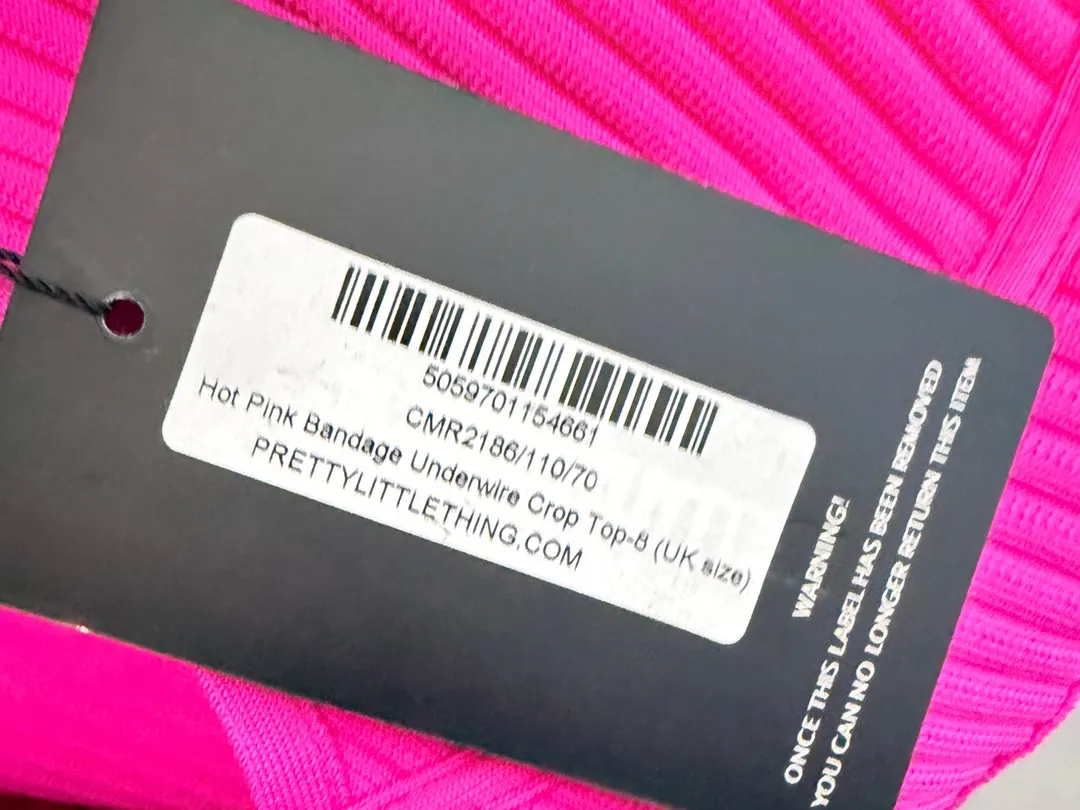 5059701154661
CMR2186/110/70
Hot Pink Bandage Underwire Crop Top-8 (UK size)
PRETTYLITTLETHING.COM
WARNING!
ONCE THIS LABEL HAS BEEN REMOVED
YOU CAN NO LONGER RETURN THIS ITEM